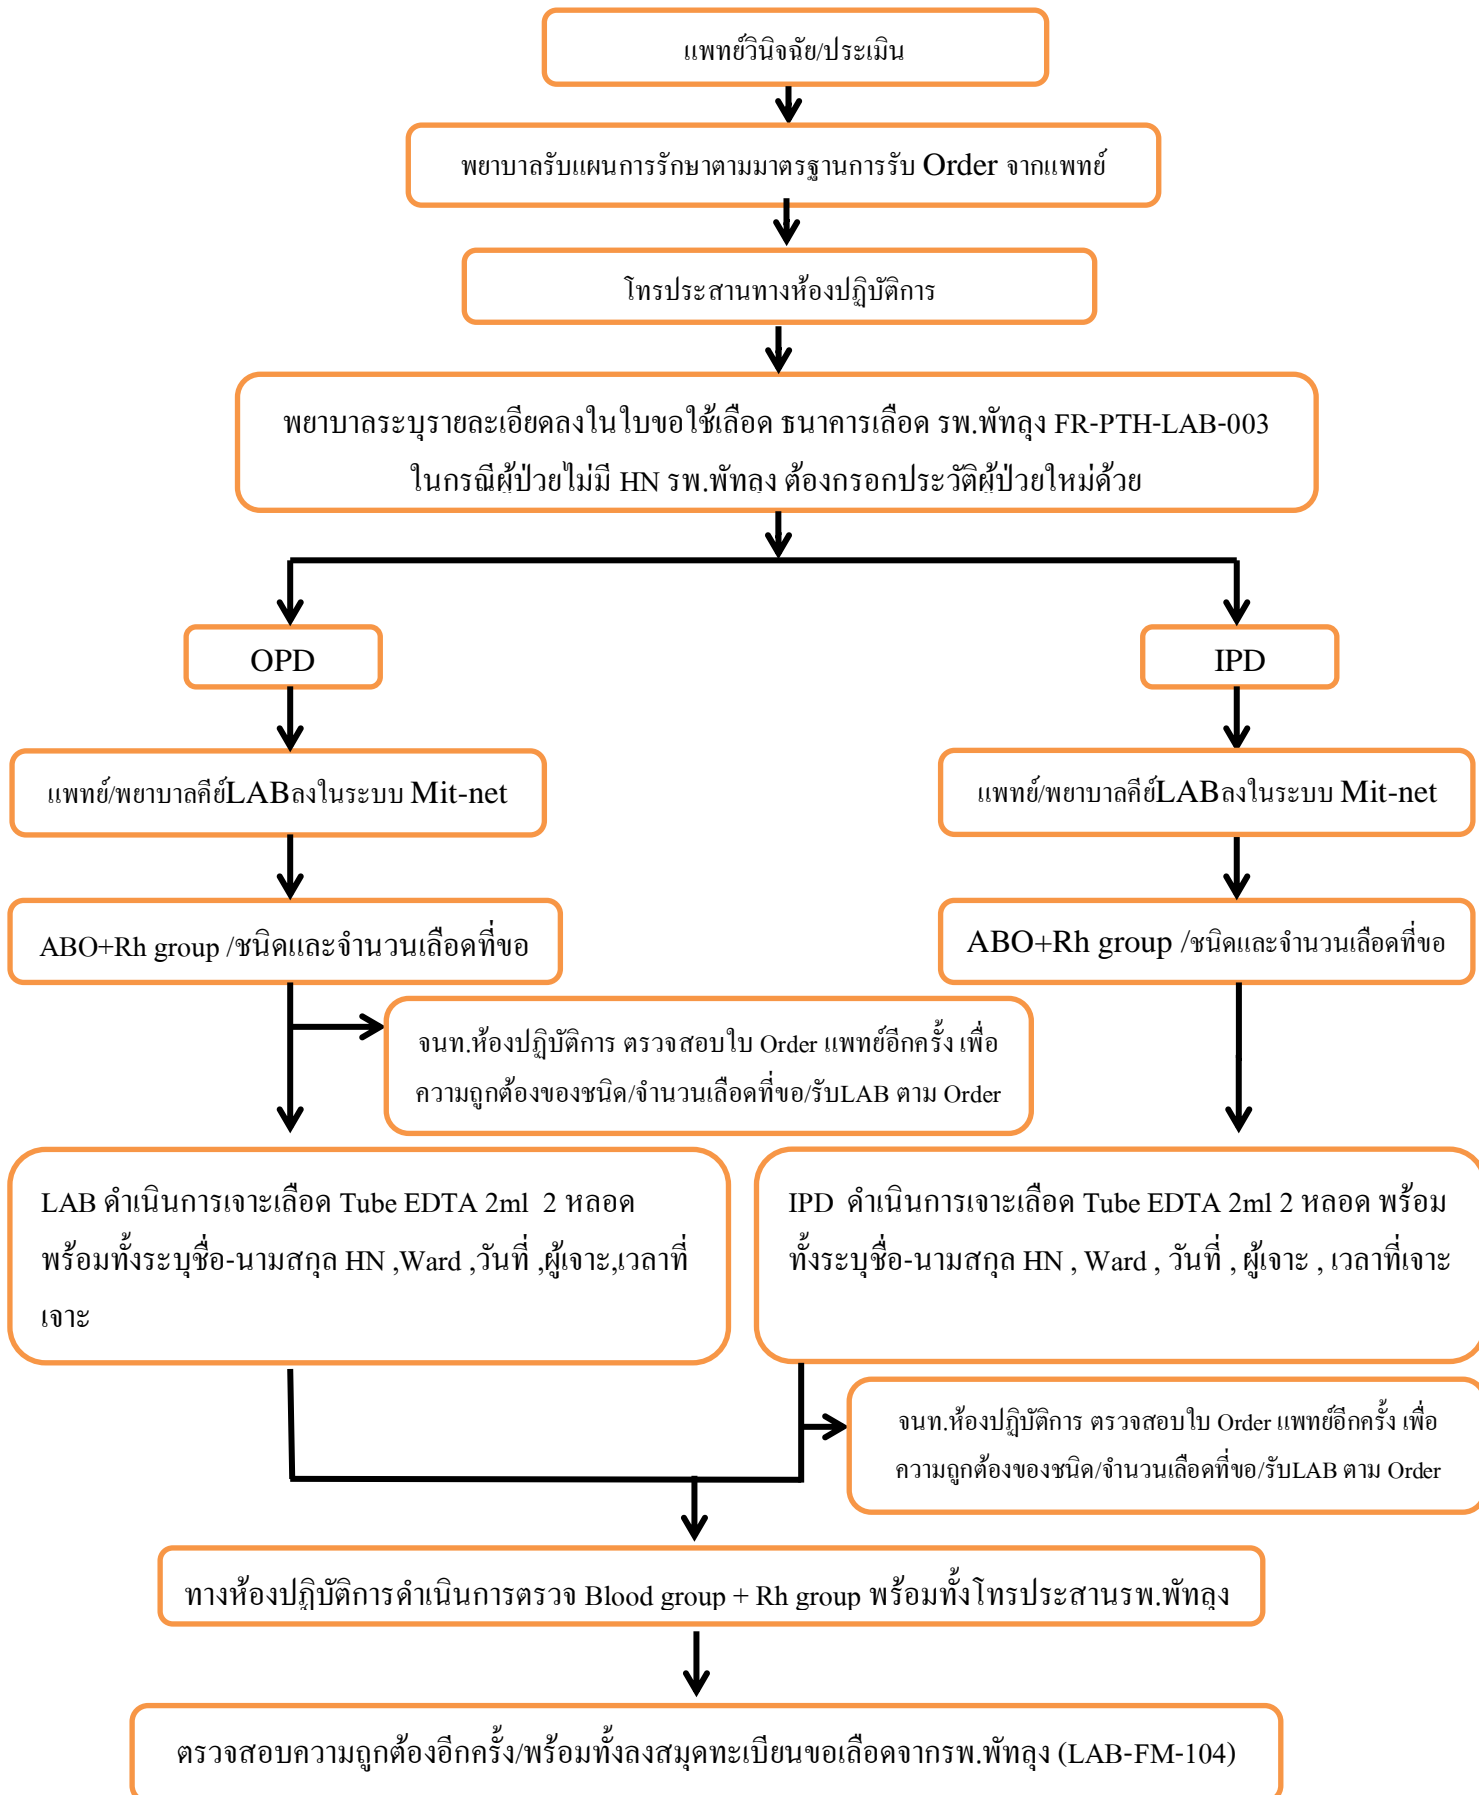 แพทย์วินิจฉัย/ประเมิน
พยาบาลรับแผนการรักษาตามมาตรฐานการรับ Order จากแพทย์
โทรประสานทางห้องปฏิบัติการ
พยาบาลระบุรายละเอียดลงในใบขอใช้เลือด ธนาคารเลือด รพ.พัทลุง FR-PTH-LAB-003
ในกรณีผู้ป่วยไม่มี HN รพ.พัทลุง ต้องกรอกประวัติผู้ป่วยใหม่ด้วย
OPD
IPD
แพทย์/พยาบาลคีย์LABลงในระบบ Mit-net
แพทย์/พยาบาลคีย์LABลงในระบบ Mit-net
ABO+Rh group /ชนิดและจำนวนเลือดที่ขอ
ABO+Rh group /ชนิดและจำนวนเลือดที่ขอ
จนท.ห้องปฏิบัติการ ตรวจสอบใบ Order แพทย์อีกครั้ง เพื่อ
ความถูกต้องของชนิด/จำนวนเลือดที่ขอ/รับLAB ตาม Order
LAB ดำเนินการเจาะเลือด Tube EDTA 2ml 2 หลอด
พร้อมทั้งระบุชื่อ-นามสกุล HN ,Ward ,วันที่ ,ผู้เจาะ,เวลาที่
เจาะ
IPD ดำเนินการเจาะเลือด Tube EDTA 2ml 2 หลอด พร้อม
ทั้งระบุชื่อ-นามสกุล HN , Ward , วันที่ , ผู้เจาะ , เวลาที่เจาะ
จนท.ห้องปฏิบัติการ ตรวจสอบใบ Order แพทย์อีกครั้ง เพื่อ
ความถูกต้องของชนิด/จำนวนเลือดที่ขอ/รับLAB ตาม Order
ทางห้องปฏิบัติการดำเนินการตรวจ Blood group + Rh group พร้อมทั้งโทรประสานรพ.พัทลุง
ตรวจสอบความถูกต้องอีกครั้ง/พร้อมทั้งลงสมุดทะเบียนขอเลือดจากรพ.พัทลุง (LAB-FM-104)